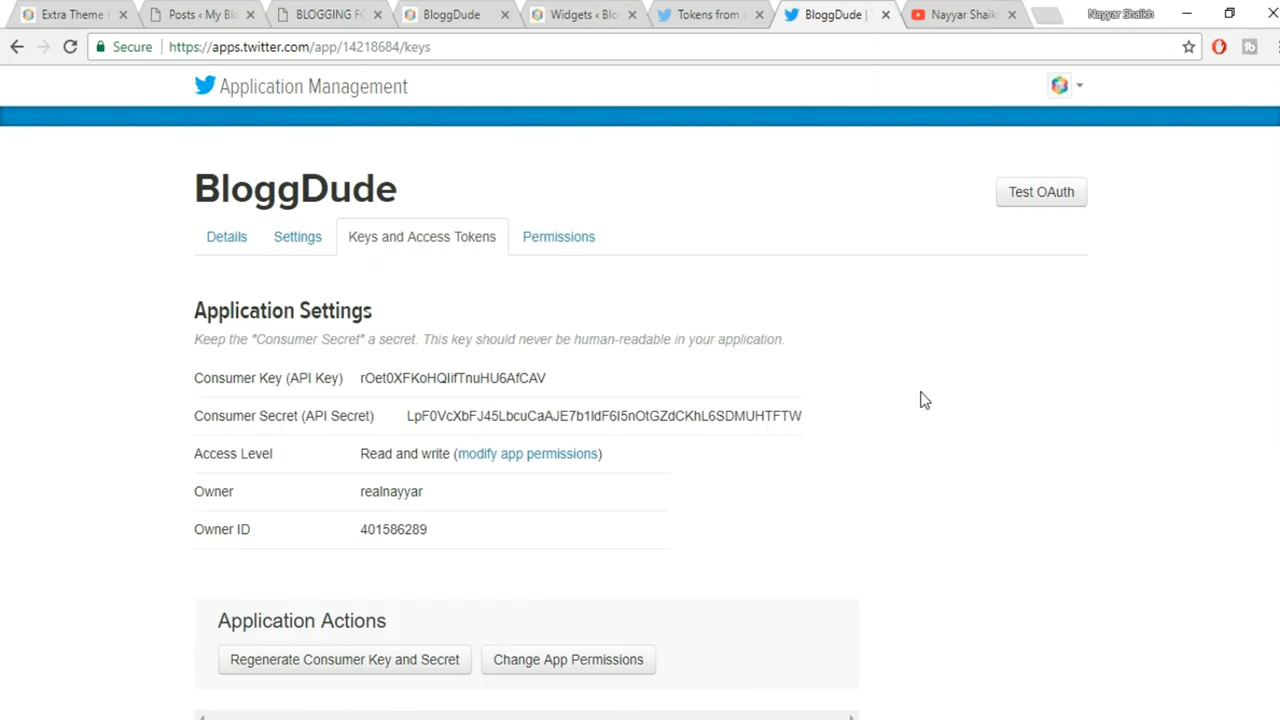 Extra Theme
Posts ‹ My Bl
BLOGGING FO
BloggDude
Widgets ‹ Blo
Tokens from
BloggDude |
Nayyar Shaik
Nayyar Shaikh
Secure
https://apps.twitter.com/app/14218684/keys
Application Management
BloggDude
Test OAuth
Details
Settings
Keys and Access Tokens
Permissions
Application Settings
Keep the "Consumer Secret" a secret. This key should never be human-readable in your application.
Consumer Key (API Key) rOet0XFKoHQIifTnuHU6AfCAV
Consumer Secret (API Secret) LpF0VcXbFJ45LbcuCaAJE7b1IdF6I5nOtGZdCKhL6SDMUHTFTW
Access Level Read and write (modify app permissions)
Owner realnayyar
Owner ID 401586289
Application Actions
Regenerate Consumer Key and Secret
Change App Permissions